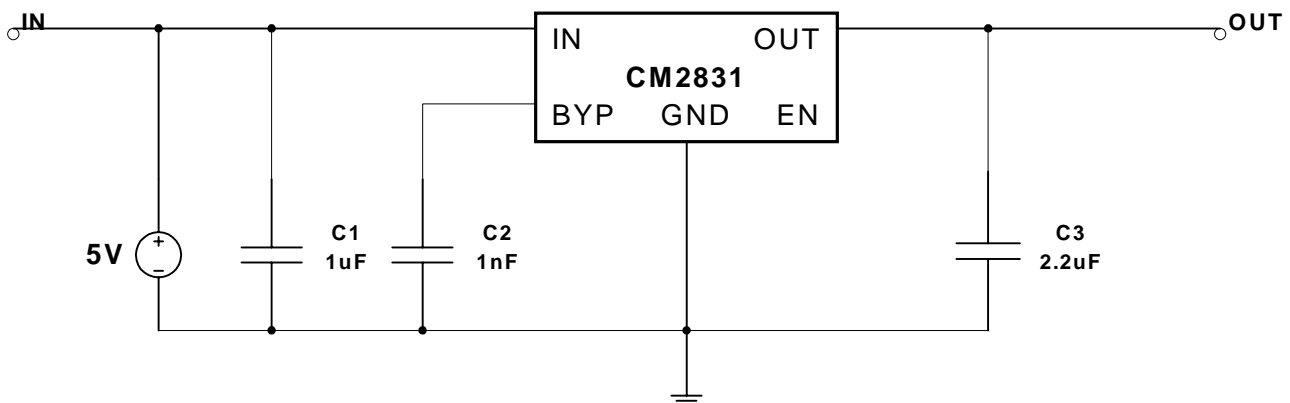 IN
OUT
IN OUT
CM2831
BYP GND EN
5V
+
−
C1
1uF
C2
1nF
C3
2.2uF